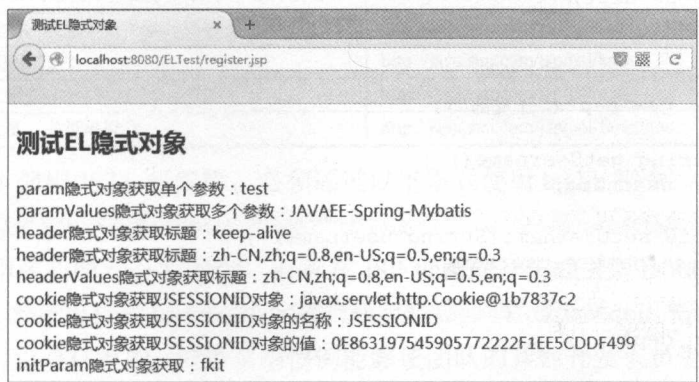 测试EL隐式对象
localhost:8080/ELTest/register.jsp
测试EL隐式对象
param隐式对象获取单个参数：test
paramValues隐式对象获取多个参数：JAVAEE-Spring-Mybatis
header隐式对象获取标题：keep-alive
header隐式对象获取标题：zh-CN,zh;q=0.8,en-US;q=0.5,en;q=0.3
headerValues隐式对象获取标题：zh-CN,zh;q=0.8,en-US;q=0.5,en;q=0.3
cookie隐式对象获取JSESSIONID对象：javax.servlet.http.Cookie@1b7837c2
cookie隐式对象获取JSESSIONID对象的名称：JSESSIONID
cookie隐式对象获取JSESSIONID对象的值：0E863197545905772222F1EE5CDDF499
initParam隐式对象获取：fkit